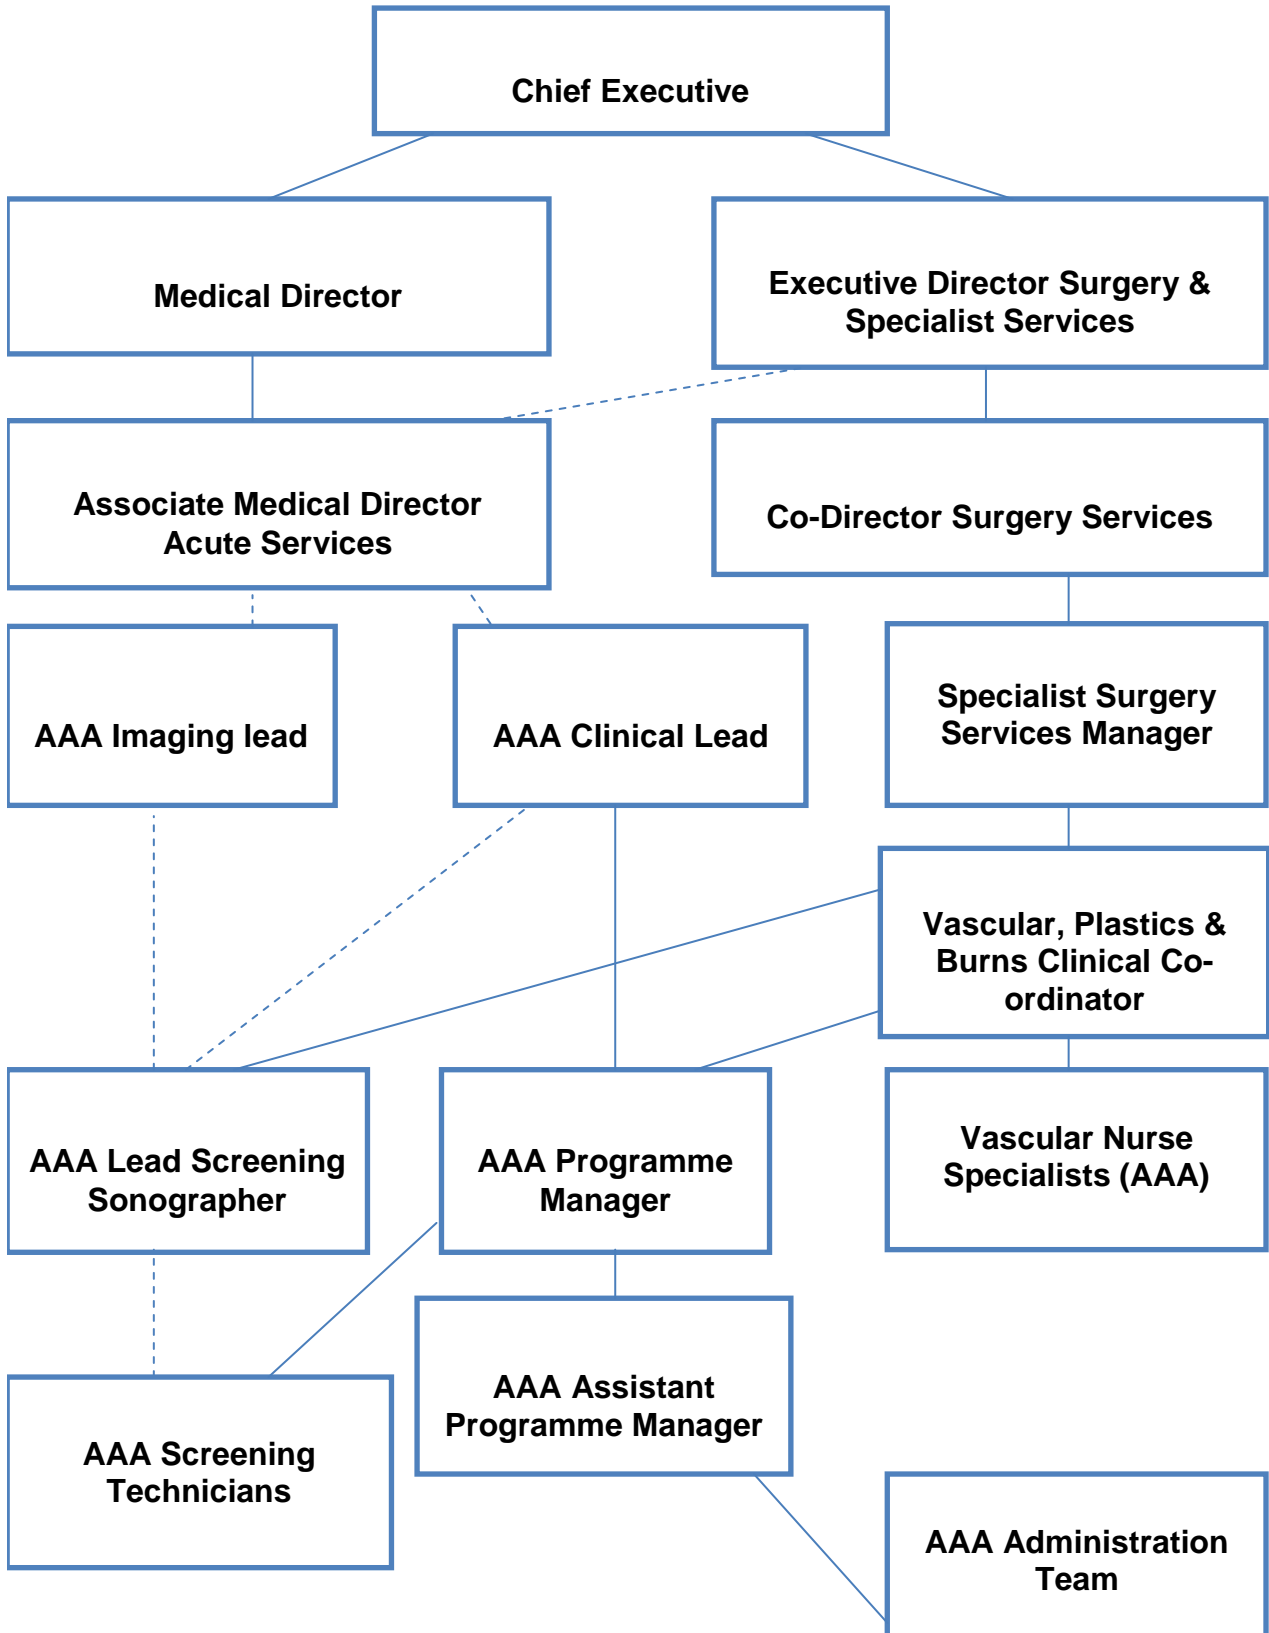 Chief Executive
Medical Director
Executive Director Surgery &
Specialist Services
Associate Medical Director
Acute Services
Co-Director Surgery Services
AAA Imaging lead
AAA Clinical Lead
Specialist Surgery
Services Manager
Vascular, Plastics &
Burns Clinical Co-
ordinator
AAA Lead Screening
Sonographer
AAA Programme
Manager
Vascular Nurse
Specialists (AAA)
AAA Assistant
Programme Manager
AAA Screening
Technicians
AAA Administration
Team